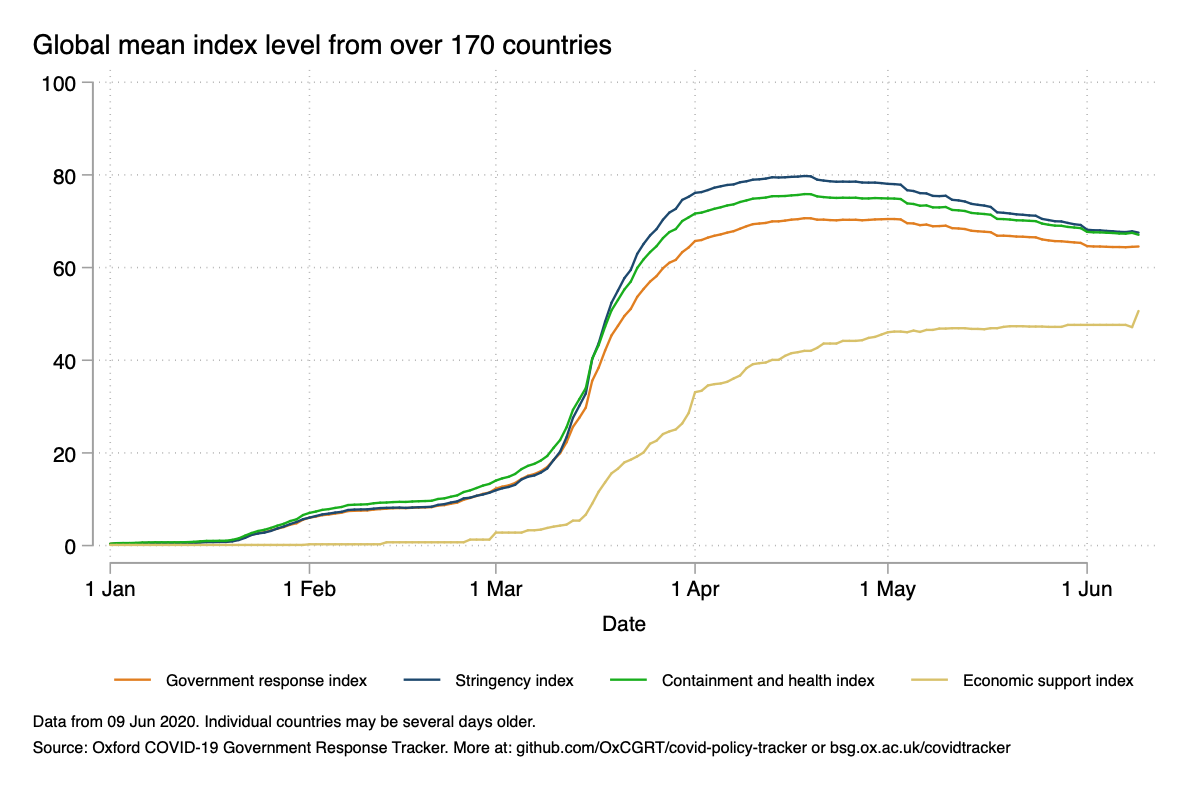 Global mean index level from over 170 countries
100
80
60
40
20
0
1 Jan 1 Feb 1 Mar 1 Apr 1 May 1 Jun
Date
Government response index Stringency index Containment and health index Economic support index
Data from 09 Jun 2020. Individual countries may be several days older.
Source: Oxford COVID-19 Government Response Tracker. More at: github.com/OxCGRT/covid-policy-tracker or bsg.ox.ac.uk/covidtracker